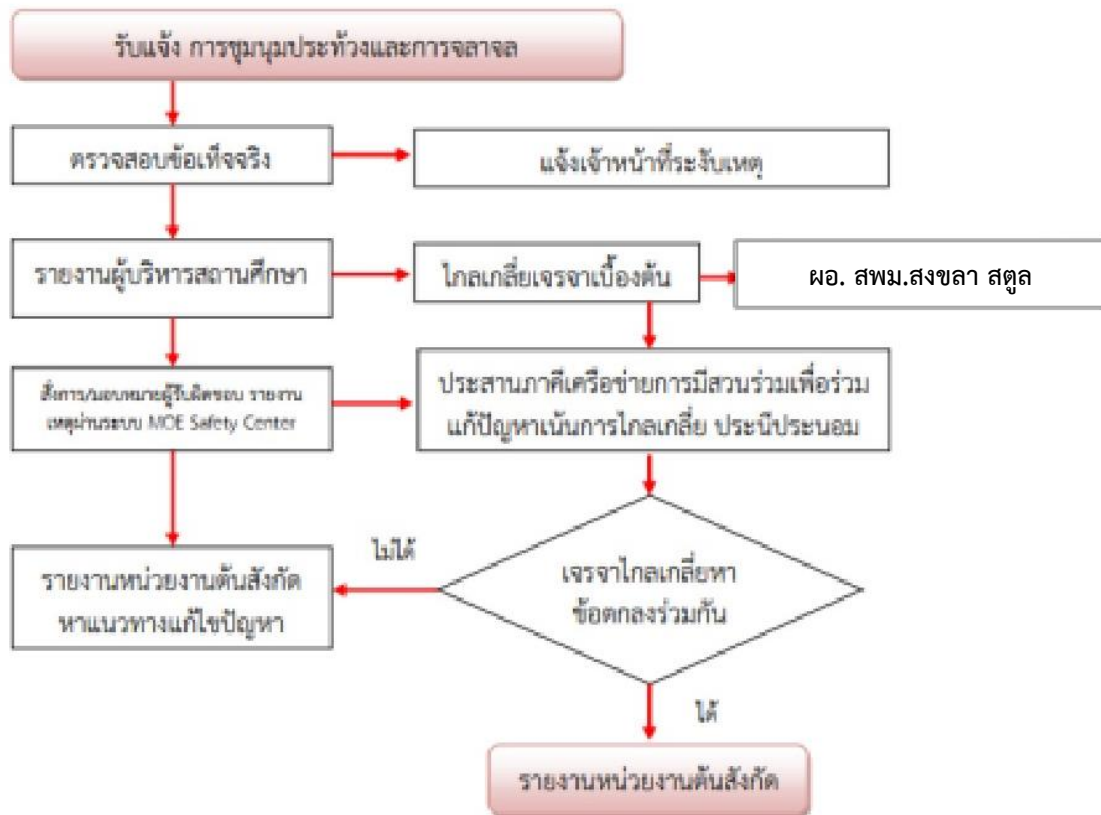 รับแจ้ง การชุมนุมประท้วงและการจลาจล
ตรวจสอบข้อเท็จจริง
แจ้งเจ้าหน้าที่ระงับเหตุ
รายงานผู้บริหารสถานศึกษา
ไกลเกลี่ยเจรจาเบื้องต้น
ผอ. สพม.สงขลา สตูล
สั่งการ/มอบหมายผู้รับผิดชอบ รายงาน
เหตุผ่านระบบ MOE Safety Center
ประสานภาคีเครือข่ายการมีส่วนร่วมเพื่อร่วม
แก้ปัญหาเน้นการไกลเกลี่ย ประนีประนอม
ไม่ได้
รายงานหน่วยงานต้นสังกัด
หาแนวทางแก้ไขปัญหา
เจรจาไกลเกลี่ยหา
ข้อตกลงร่วมกัน
ได้
รายงานหน่วยงานต้นสังกัด